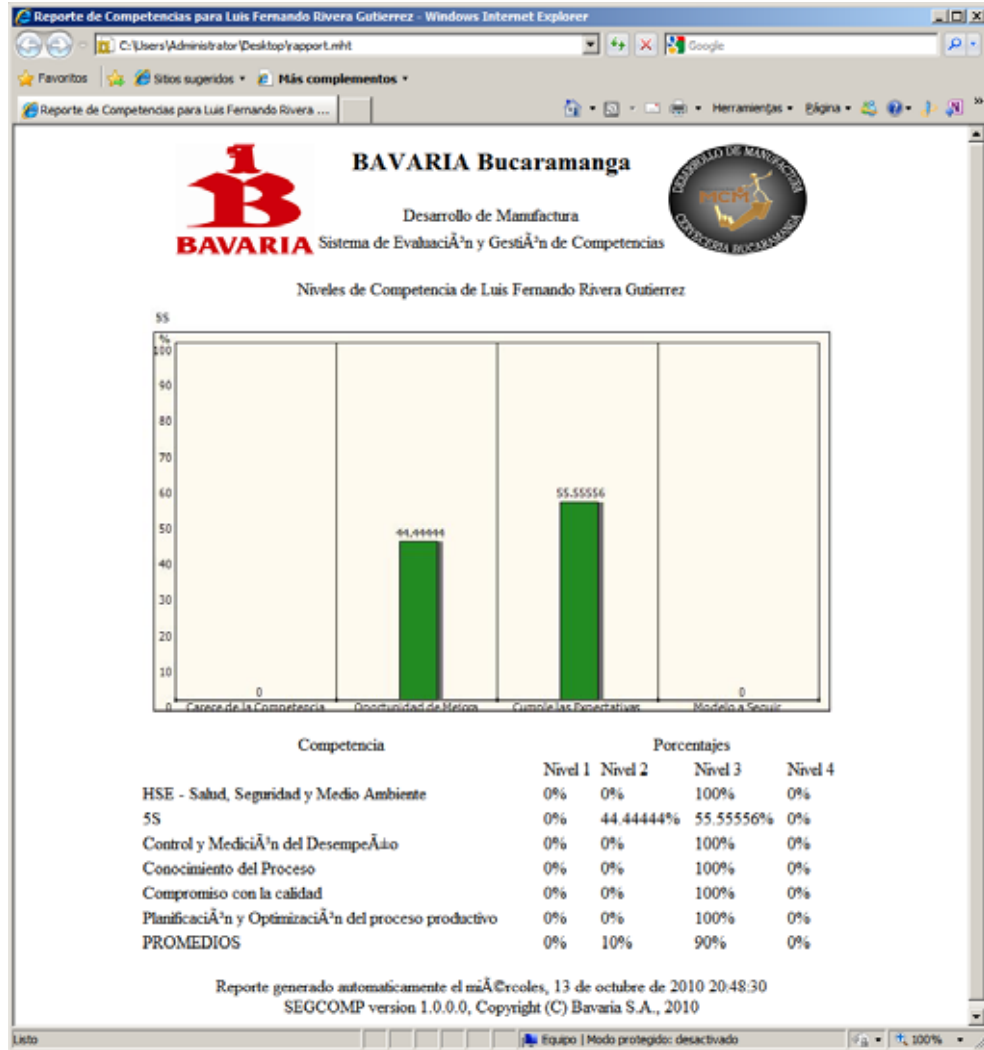 Reporte de Competencias para Luis Fernando Rivera Gutierrez - Windows Internet Explorer
C:\Users\Administrator\Desktop\rapport.mht
Google
Favoritos
Sitios sugeridos
Más complementos
Reporte de Competencias para Luis Fernando Rivera ...
Herramientas
Página
BAVARIA
BAVARIA Bucaramanga
Desarrollo de Manufactura
Sistema de EvaluaciÃ³n y GestiÃ³n de Competencias
DESARROLLO DE MANUFACTURA
MCM
CERVECERIA BUCARAMANGA
Niveles de Competencia de Luis Fernando Rivera Gutierrez
5S
%
100
90
80
70
60
50
40
30
20
10
0
0
44.44444
55.55556
0
Carece de la Competencia
Oportunidad de Mejora
Cumple las Expectativas
Modelo a Seguir
Competencia Porcentajes
Nivel 1 Nivel 2 Nivel 3 Nivel 4
HSE - Salud, Seguridad y Medio Ambiente 0% 0% 100% 0%
5S 0% 44.44444% 55.55556% 0%
Control y MediciÃ³n del DesempeÃ±o 0% 0% 100% 0%
Conocimiento del Proceso 0% 0% 100% 0%
Compromiso con la calidad 0% 0% 100% 0%
PlanificaciÃ³n y OptimizaciÃ³n del proceso productivo 0% 0% 100% 0%
PROMEDIOS 0% 10% 90% 0%
Reporte generado automaticamente el miÃ©rcoles, 13 de octubre de 2010 20:48:30
SEGCOMP version 1.0.0.0, Copyright (C) Bavaria S.A., 2010
Listo
Equipo | Modo protegido: desactivado
100%